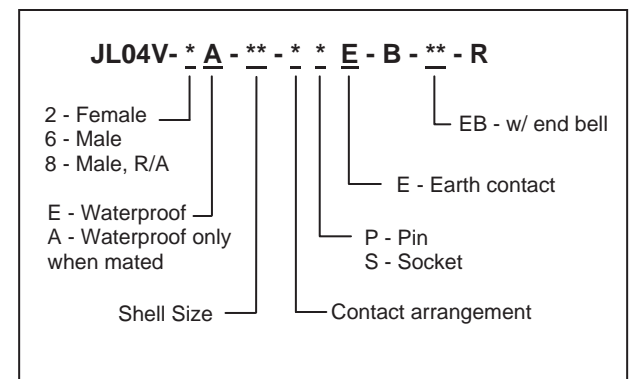 JL04V- * A - ** - * * E - B - ** - R
2 - Female
6 - Male
8 - Male, R/A
EB - w/ end bell
E - Earth contact
E - Waterproof
A - Waterproof only
when mated
P - Pin
S - Socket
Shell Size
Contact arrangement